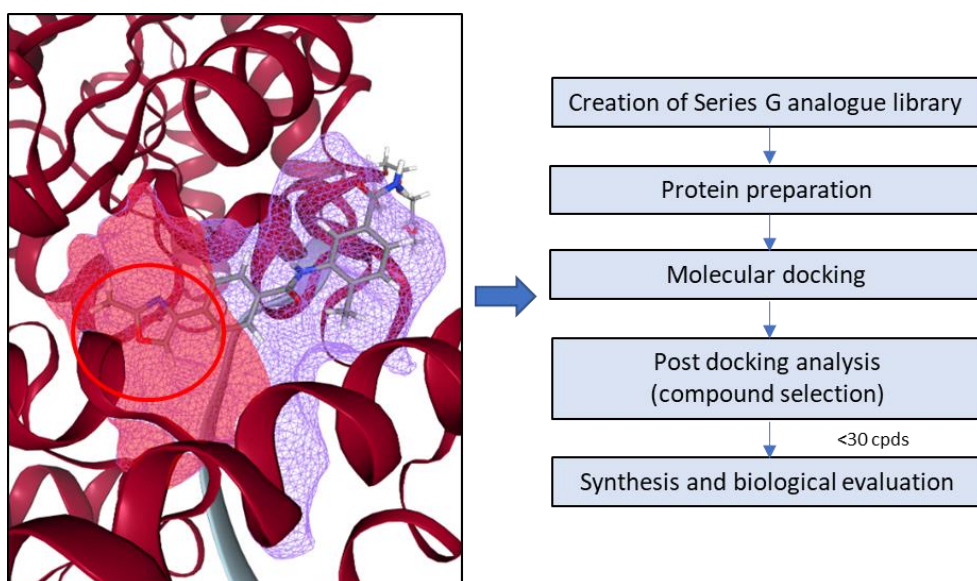 Creation of Series G analogue library
Protein preparation
Molecular docking
Post docking analysis
(compound selection)
<30 cpds
Synthesis and biological evaluation